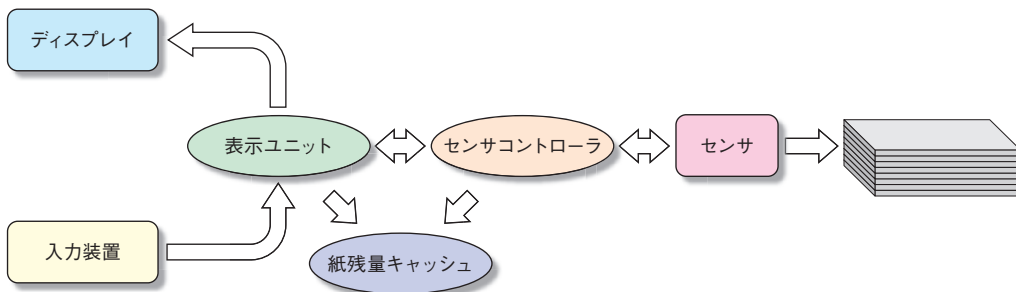 ディスプレイ
表示ユニット
センサコントローラ
センサ
入力装置
紙残量キャッシュ